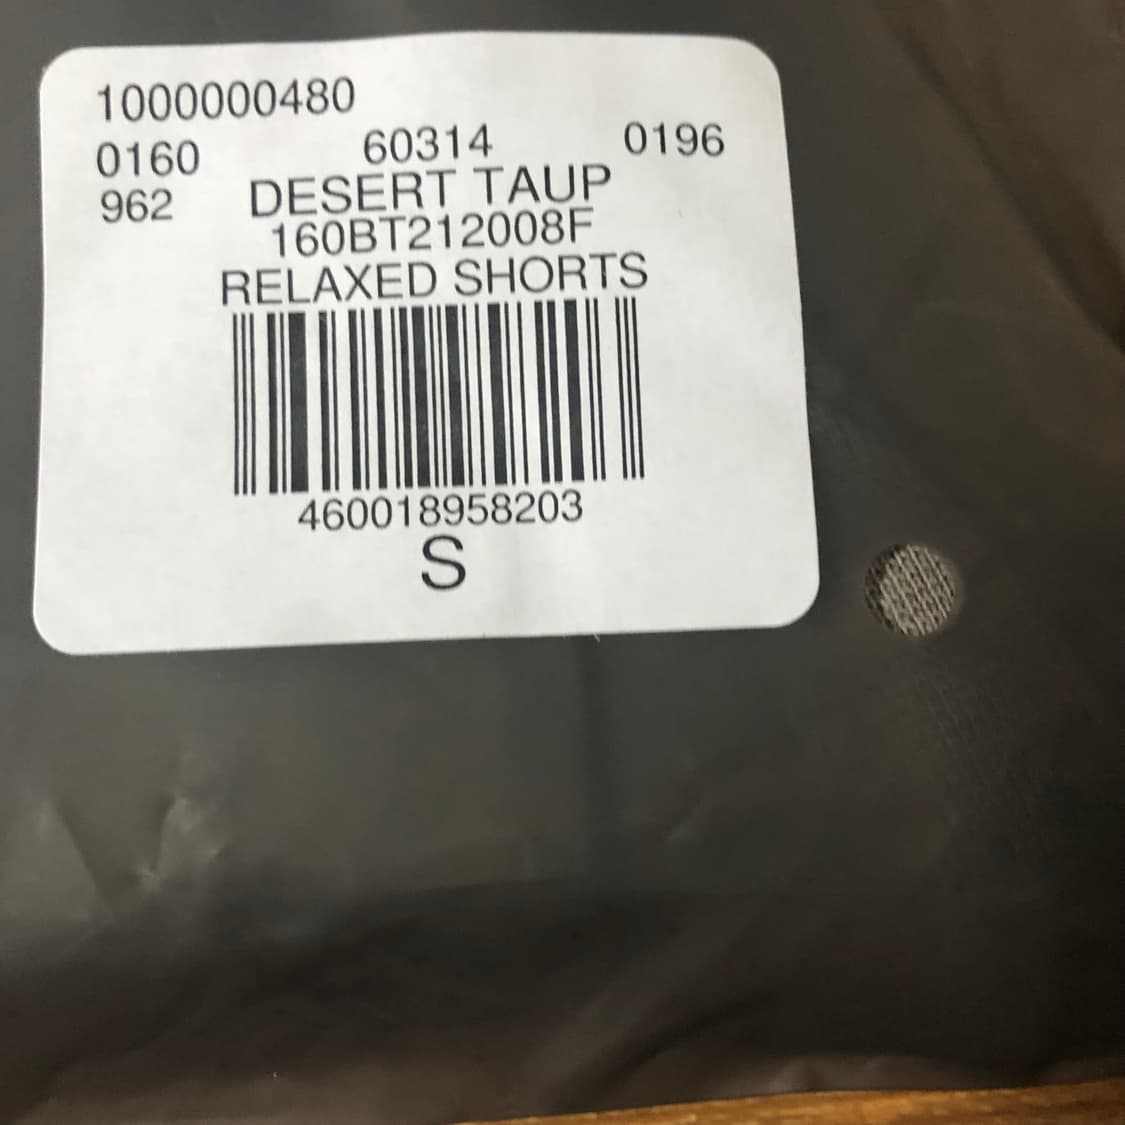 1000000480
0160 60314 0196
962 DESERT TAUP
160BT212008F
RELAXED SHORTS
460018958203
S